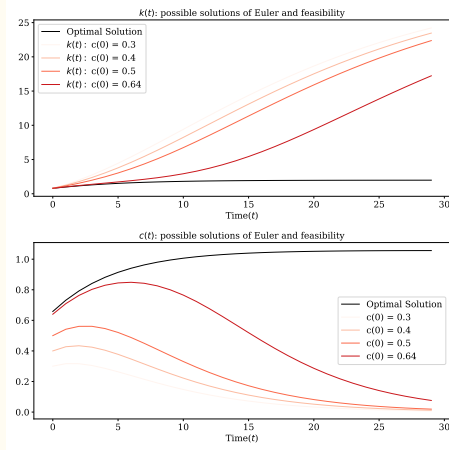 k(t): possible solutions of Euler and feasibility
Optimal Solution
k(t): c(0) = 0.3
k(t): c(0) = 0.4
k(t): c(0) = 0.5
k(t): c(0) = 0.64
25
20
15
10
5
0
0 5 10 15 20 25 30
Time(t)
c(t): possible solutions of Euler and feasibility
Optimal Solution
c(0) = 0.3
c(0) = 0.4
c(0) = 0.5
c(0) = 0.64
1.0
0.8
0.6
0.4
0.2
0.0
0 5 10 15 20 25 30
Time(t)